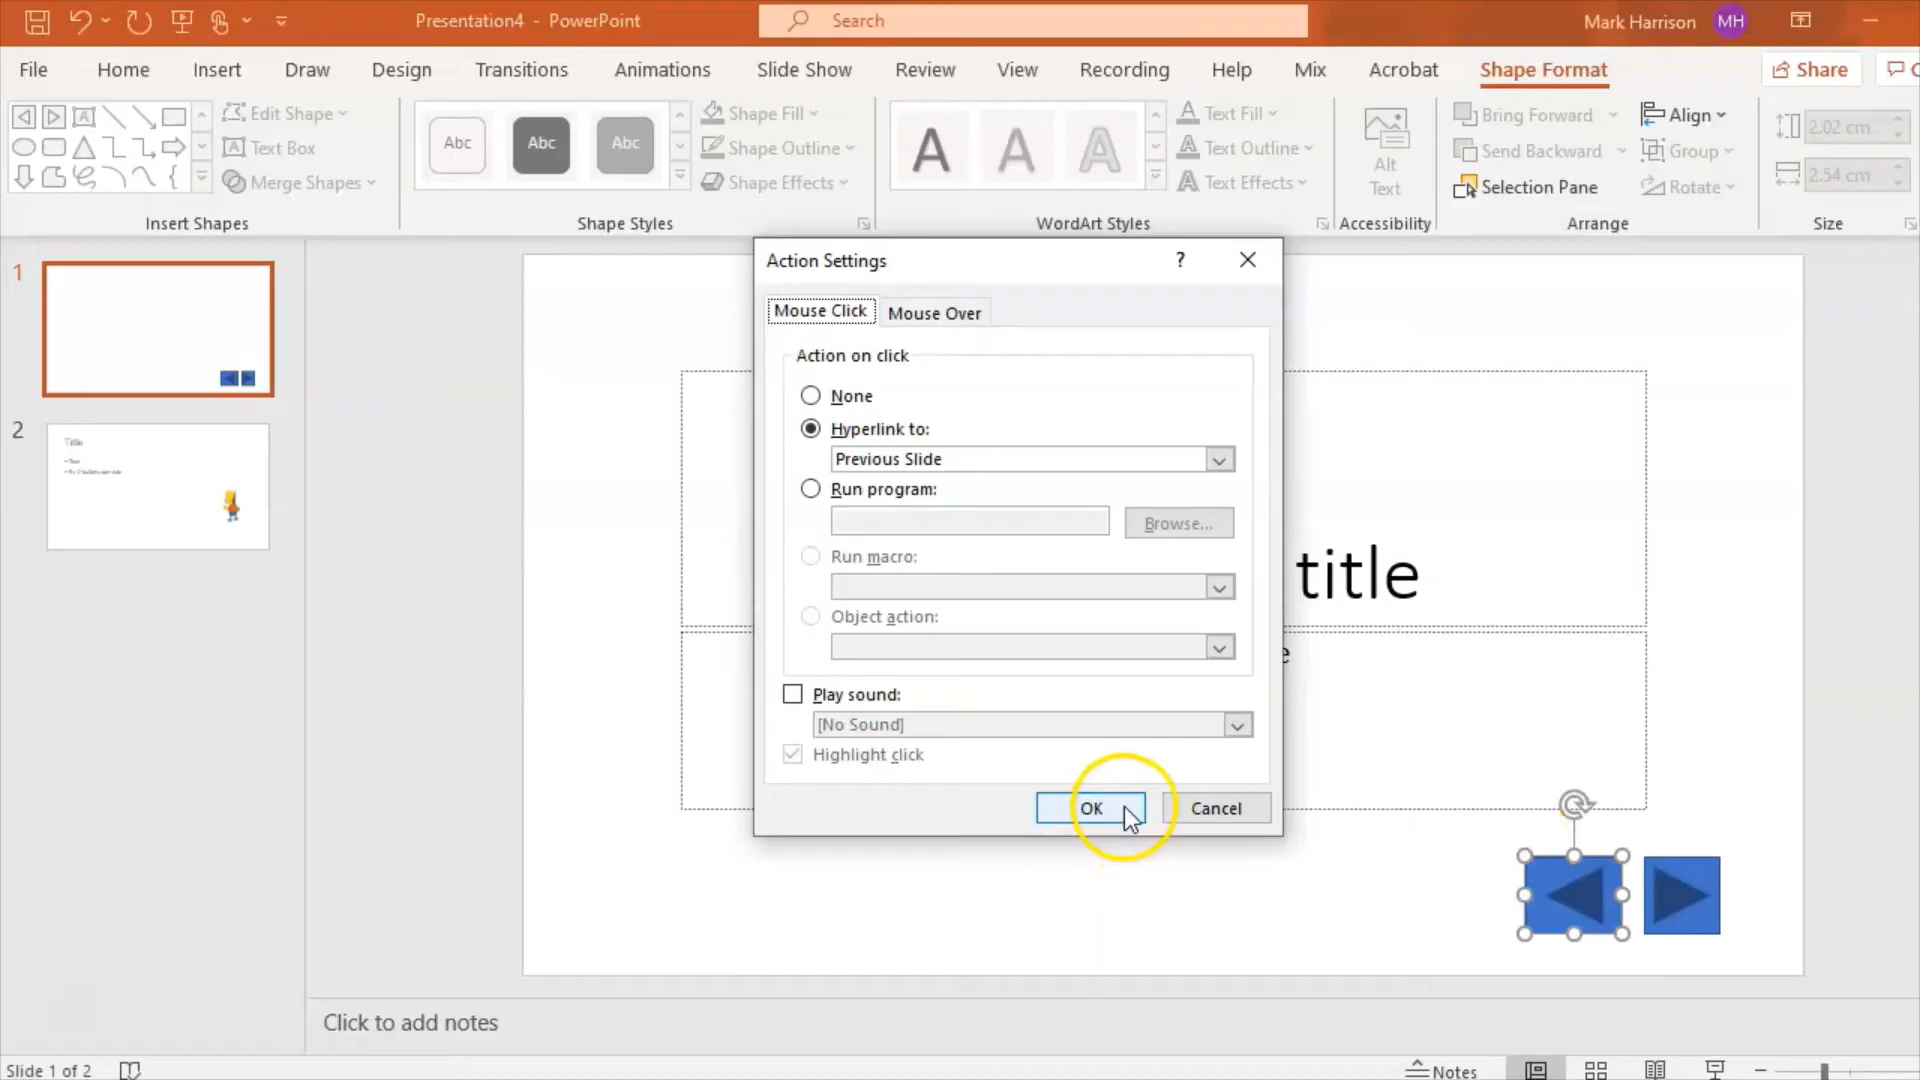 Presentation4 - PowerPoint
Search
Mark Harrison MH
File Home Insert Draw Design Transitions Animations Slide Show Review View Recording Help Mix Acrobat Shape Format Share
Edit Shape
Text Box
Merge Shapes
Insert Shapes
Abc Abc Abc
Shape Fill
Shape Outline
Shape Effects
Shape Styles
A A A
Text Fill
Text Outline
Text Effects
WordArt Styles
Alt
Text
Accessibility
Bring Forward
Send Backward
Selection Pane
Align
Group
Rotate
Arrange
2.02 cm
2.54 cm
Size
1
2
Title
Action Settings ?
Mouse Click Mouse Over
Action on click
None
Hyperlink to:
Previous Slide
Run program:
Browse...
Run macro:
Object action:
Play sound:
[No Sound]
Highlight click
OK Cancel
title
Click to add notes
Slide 1 of 2
Notes